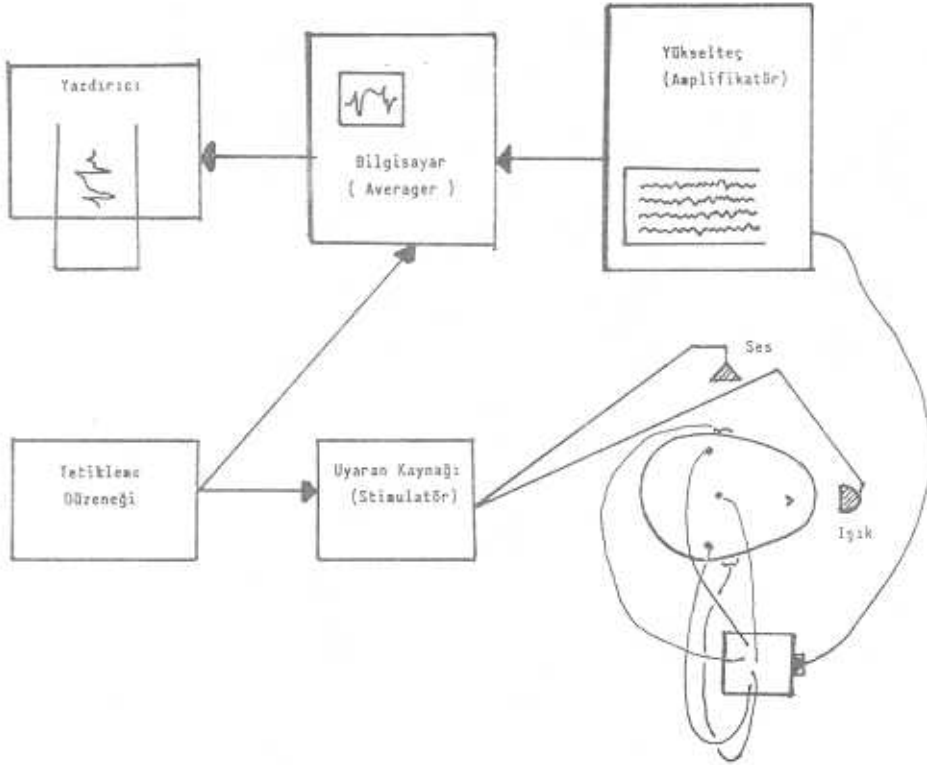 Yazdırıcı
Bilgisayar
( Averager )
Yükselteç
(Amplifikatör)
Ses
Tetikleme
Düzeneği
Uyaran Kaynağı
(Stimulatör)
Işık